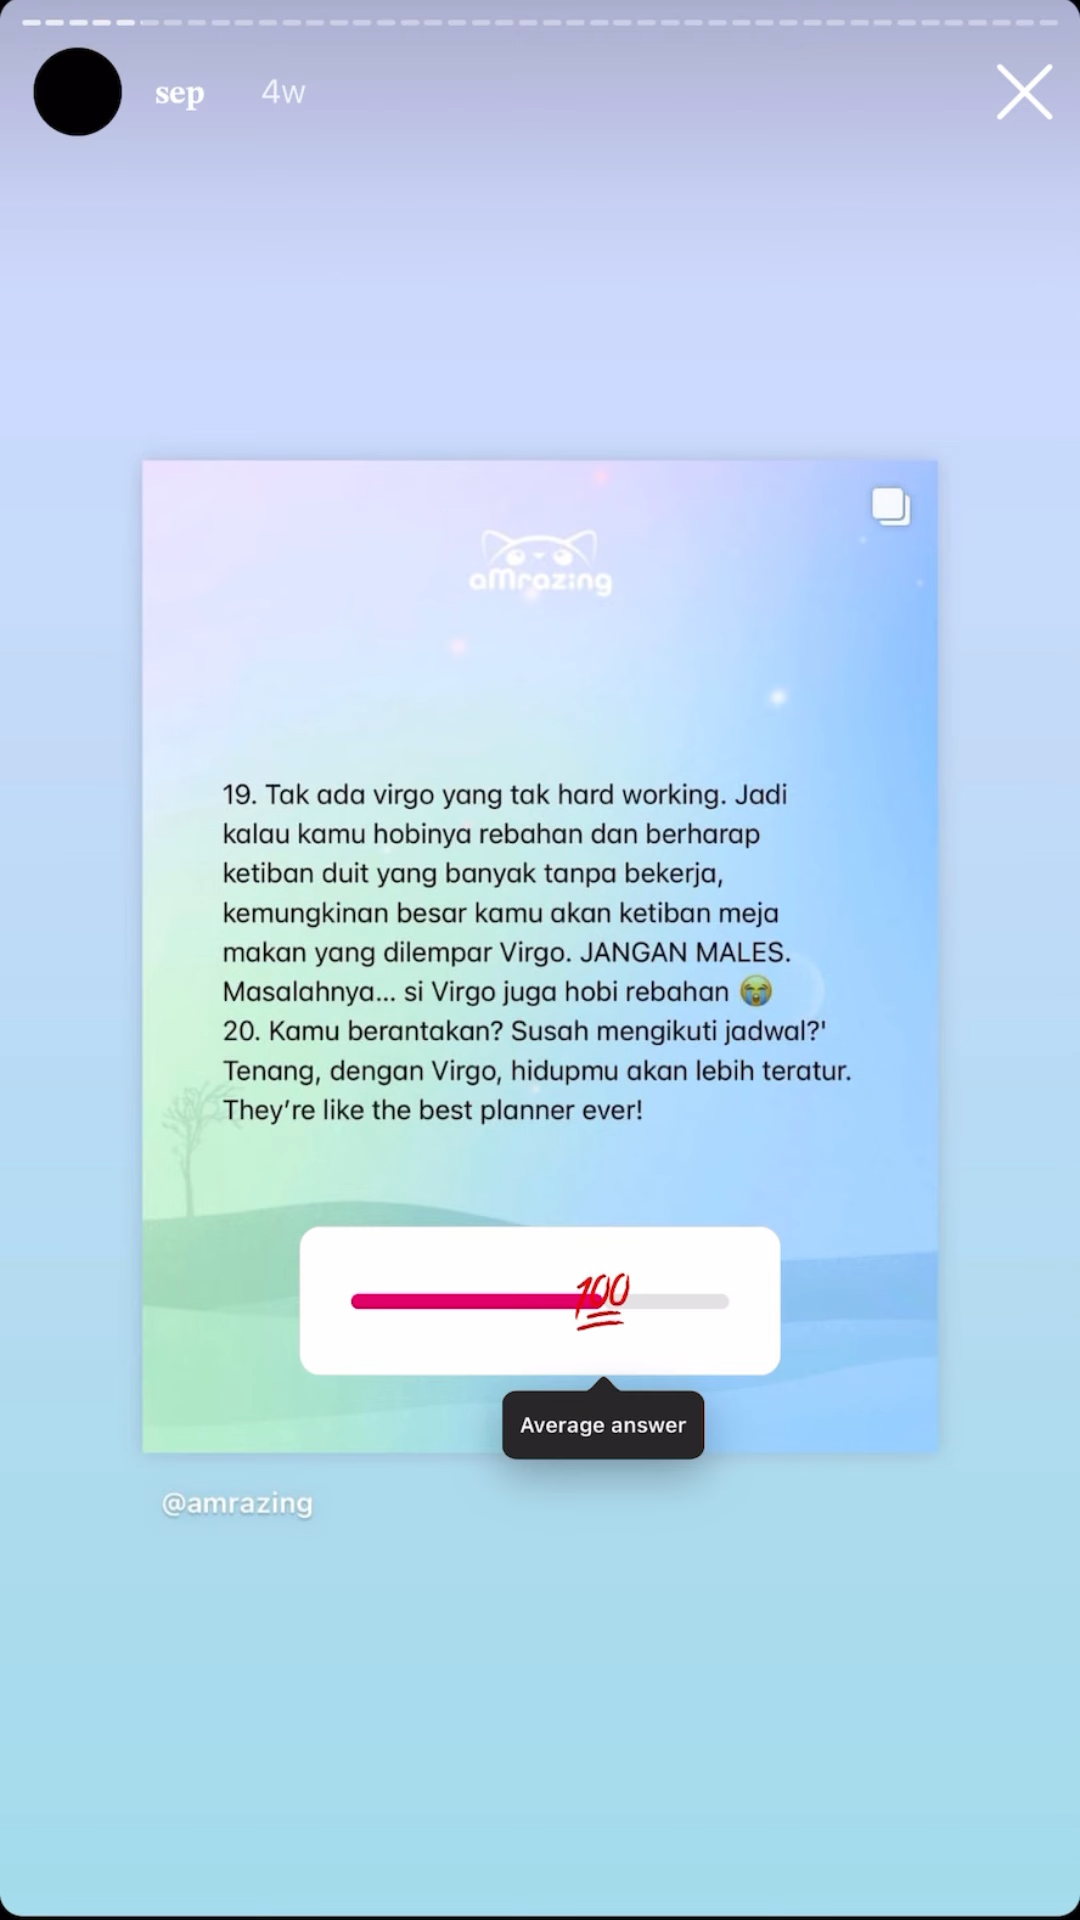 sep 4w
aMrazing
19. Tak ada virgo yang tak hard working. Jadi
kalau kamu hobinya rebahan dan berharap
ketiban duit yang banyak tanpa bekerja,
kemungkinan besar kamu akan ketiban meja
makan yang dilempar Virgo. JANGAN MALES.
Masalahnya... si Virgo juga hobi rebahan 😭
20. Kamu berantakan? Susah mengikuti jadwal?'
Tenang, dengan Virgo, hidupmu akan lebih teratur.
They’re like the best planner ever!
💯
Average answer
@amrazing